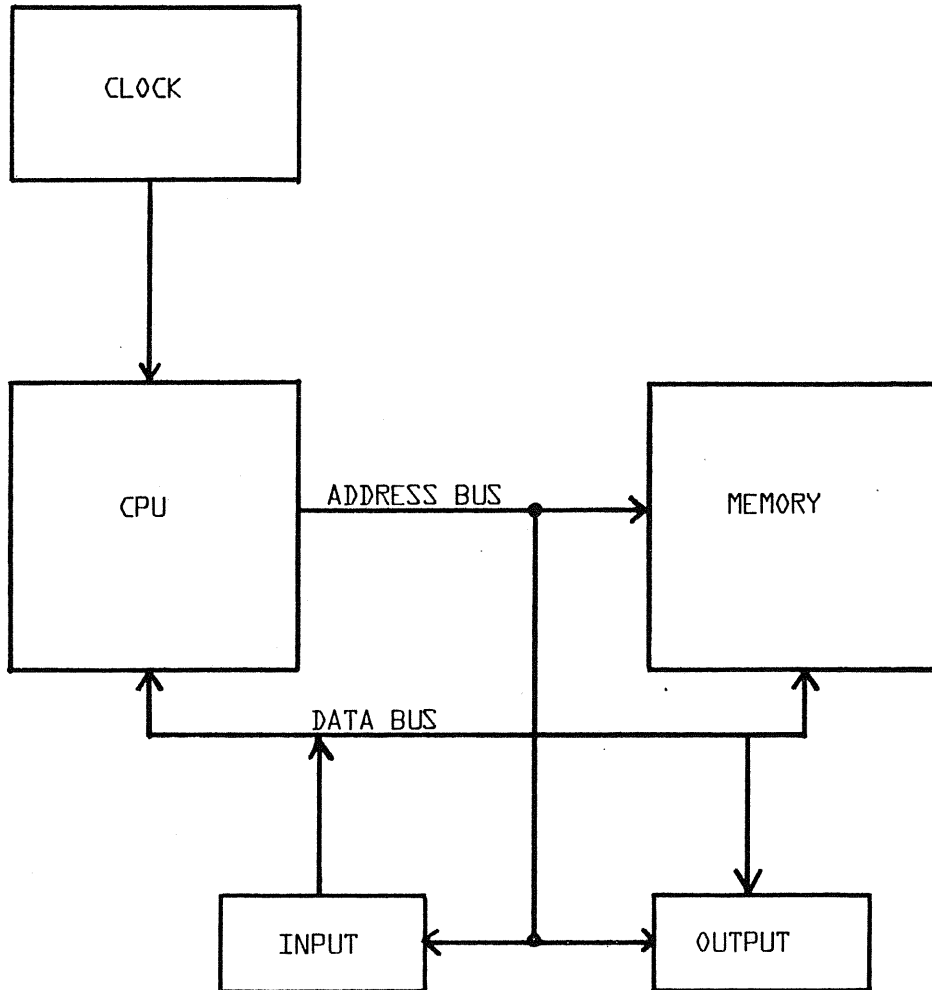 CLOCK
CPU
ADDRESS BUS
MEMORY
DATA BUS
INPUT
OUTPUT